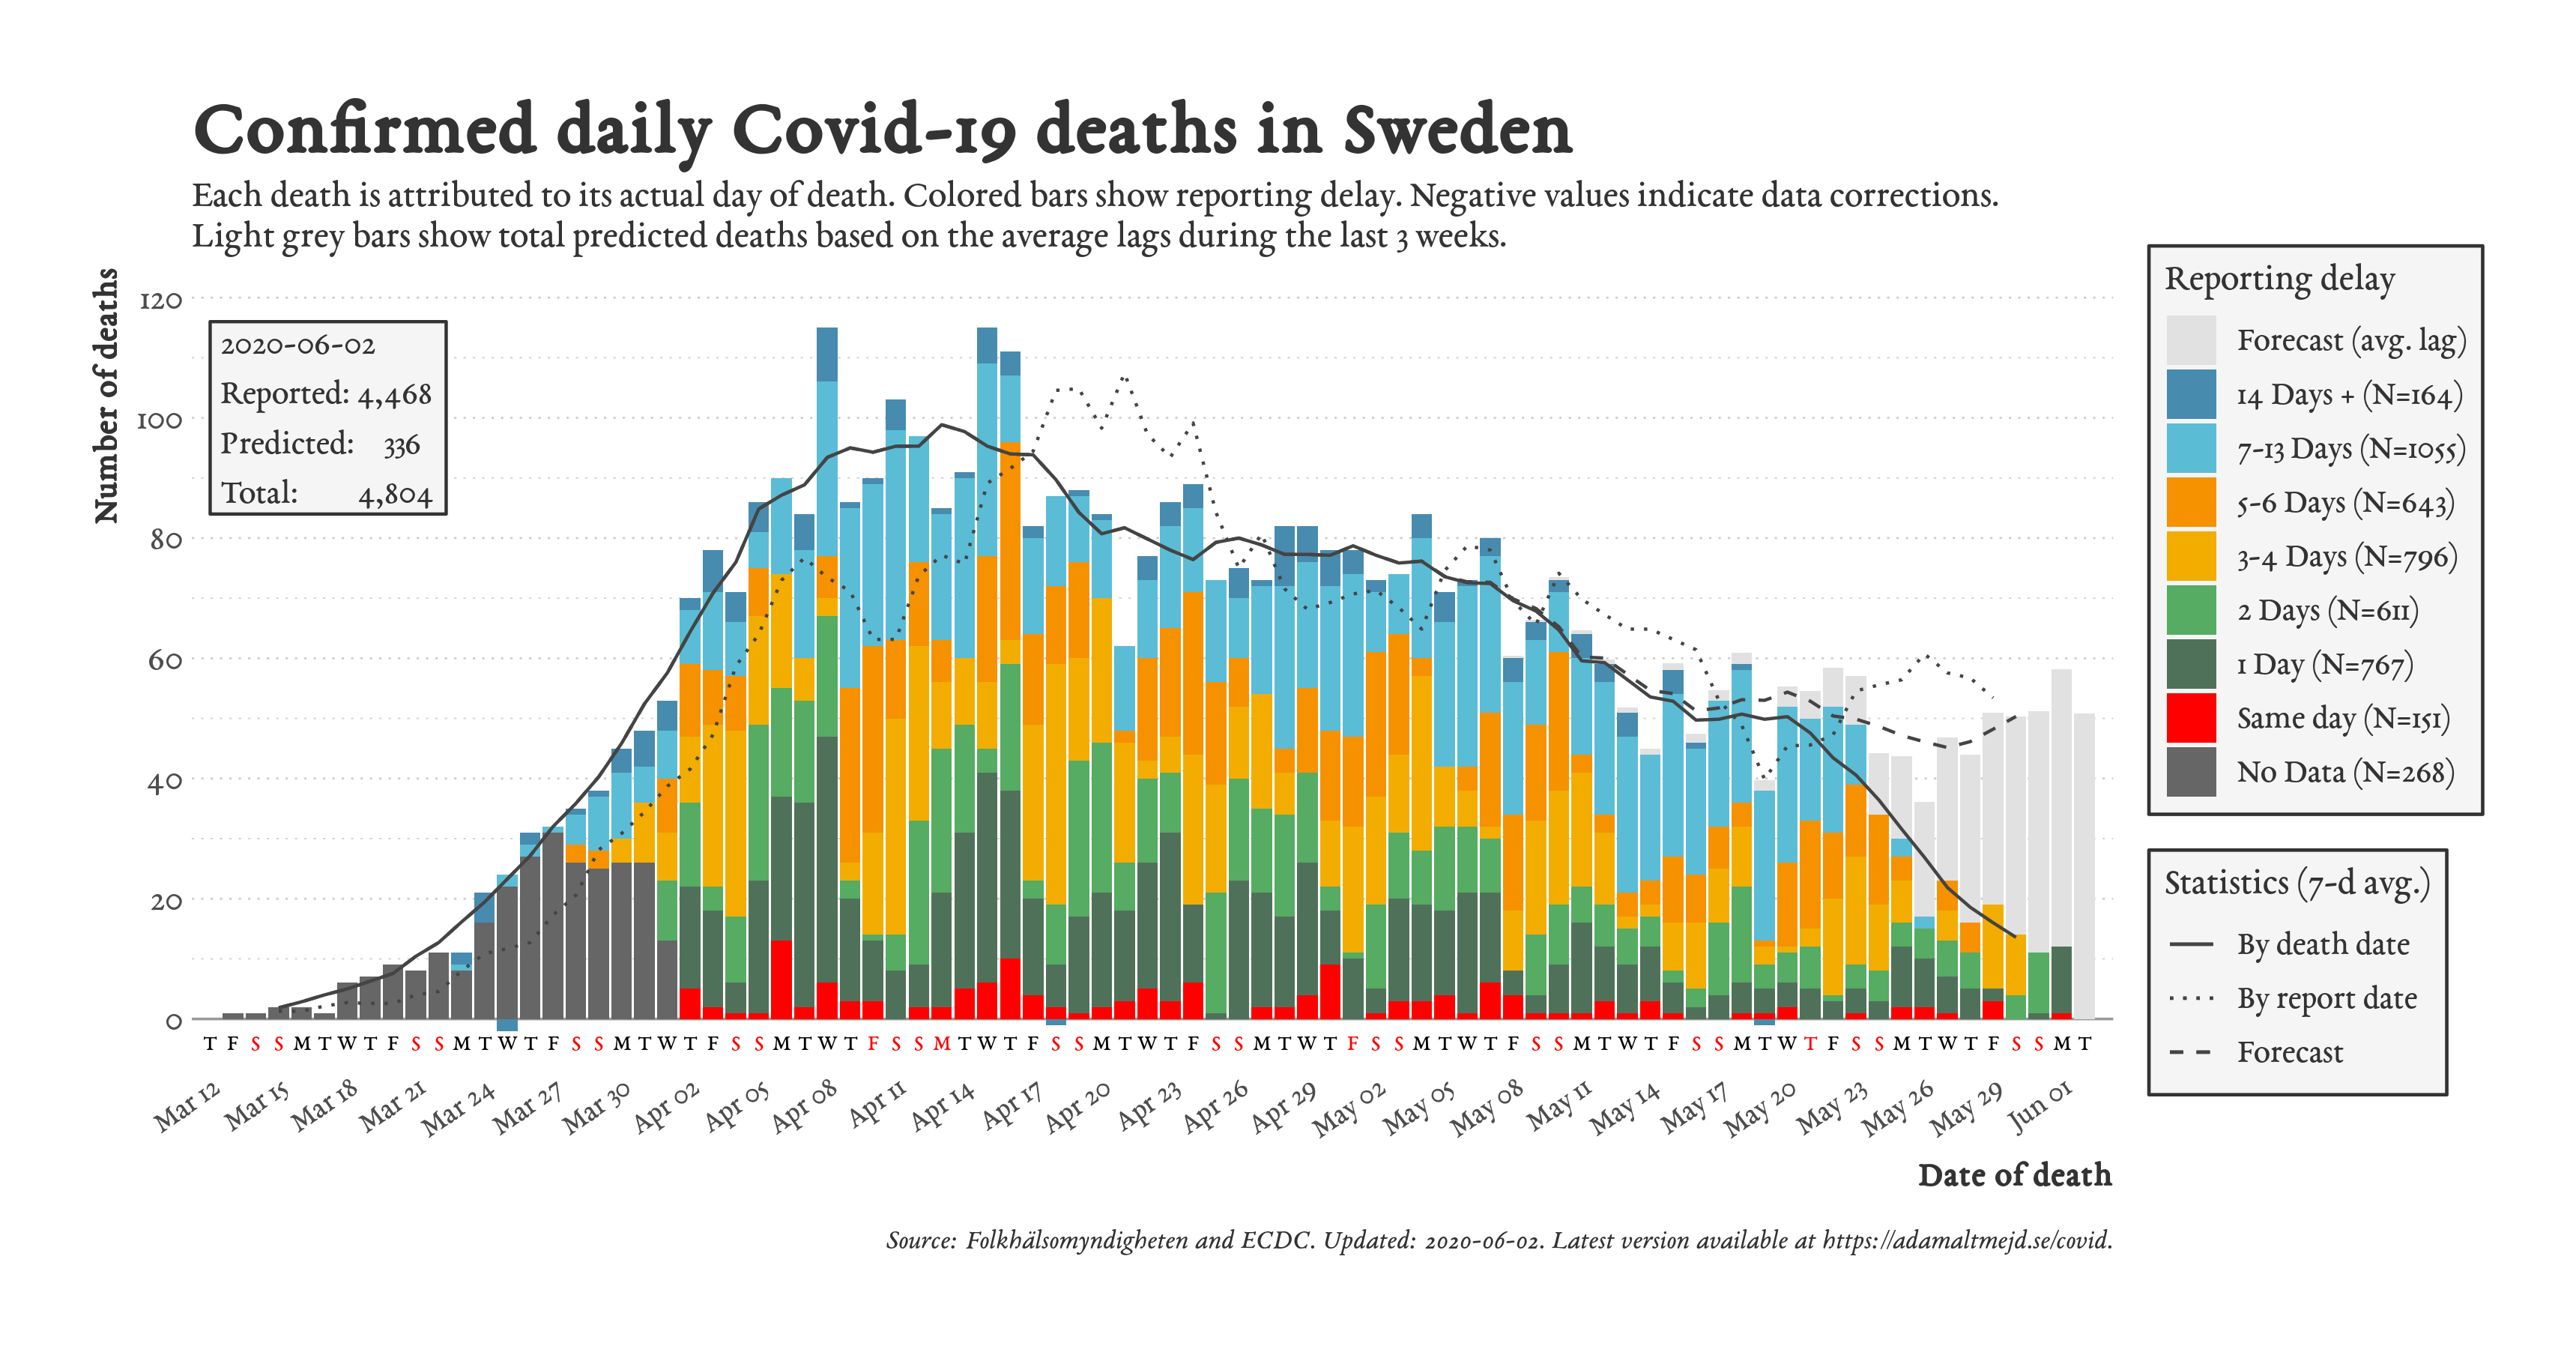 Confirmed daily Covid-19 deaths in Sweden
Each death is attributed to its actual day of death. Colored bars show reporting delay. Negative values indicate data corrections.
Light grey bars show total predicted deaths based on the average lags during the last 3 weeks.
Number of deaths
120
100
80
60
40
20
0
2020-06-02
Reported: 4,468
Predicted: 336
Total: 4,804
T F S S M T W T F S S M T W T F S S M T W T F S S M T W T F S S M T W T F S S M T W T F S S M T W T F S S M T W T F S S M T W T F S S M T W T F S S M T W T F S S M T
Mar 12 Mar 15 Mar 18 Mar 21 Mar 24 Mar 27 Mar 30 Apr 02 Apr 05 Apr 08 Apr 11 Apr 14 Apr 17 Apr 20 Apr 23 Apr 26 Apr 29 May 02 May 05 May 08 May 11 May 14 May 17 May 20 May 23 May 26 May 29 Jun 01
Date of death
Reporting delay
Forecast (avg. lag)
14 Days + (N=164)
7-13 Days (N=1055)
5-6 Days (N=643)
3-4 Days (N=796)
2 Days (N=611)
1 Day (N=767)
Same day (N=151)
No Data (N=268)
Statistics (7-d avg.)
By death date
By report date
Forecast
Source: Folkhälsomyndigheten and ECDC. Updated: 2020-06-02. Latest version available at https://adamaltmejd.se/covid.